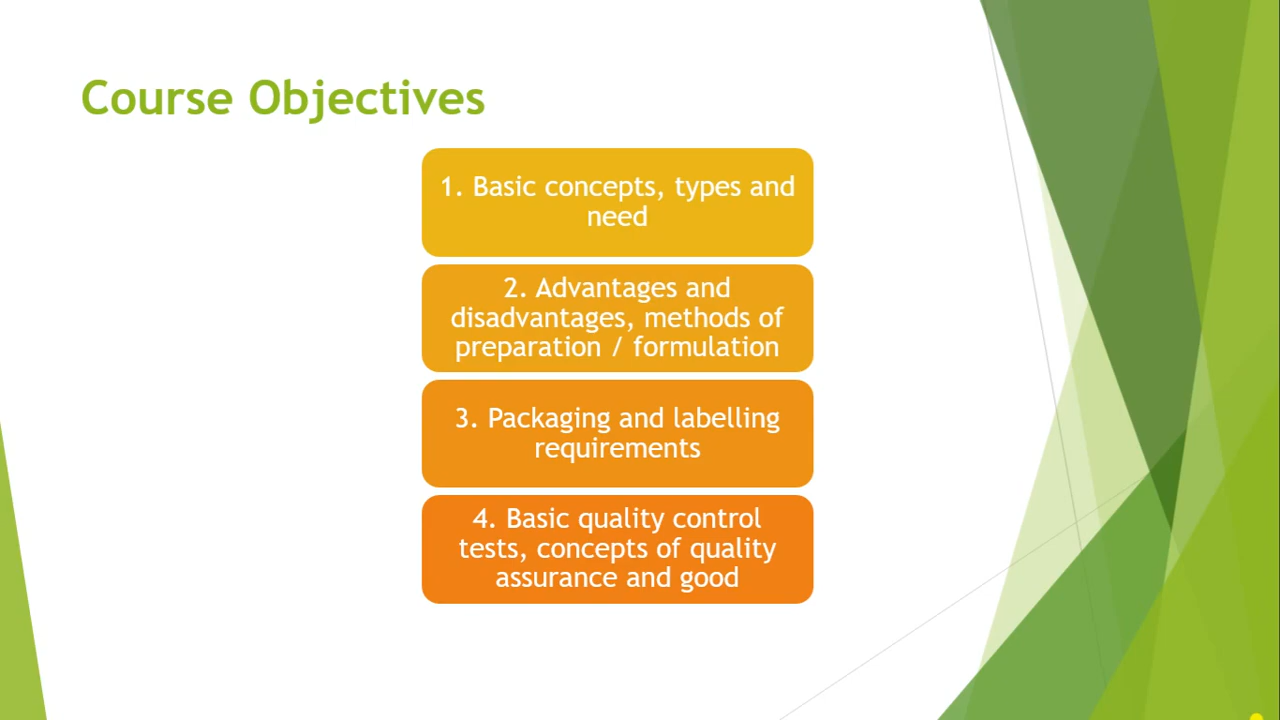 Course Objectives
1. Basic concepts, types and
need
2. Advantages and
disadvantages, methods of
preparation / formulation
3. Packaging and labelling
requirements
4. Basic quality control
tests, concepts of quality
assurance and good